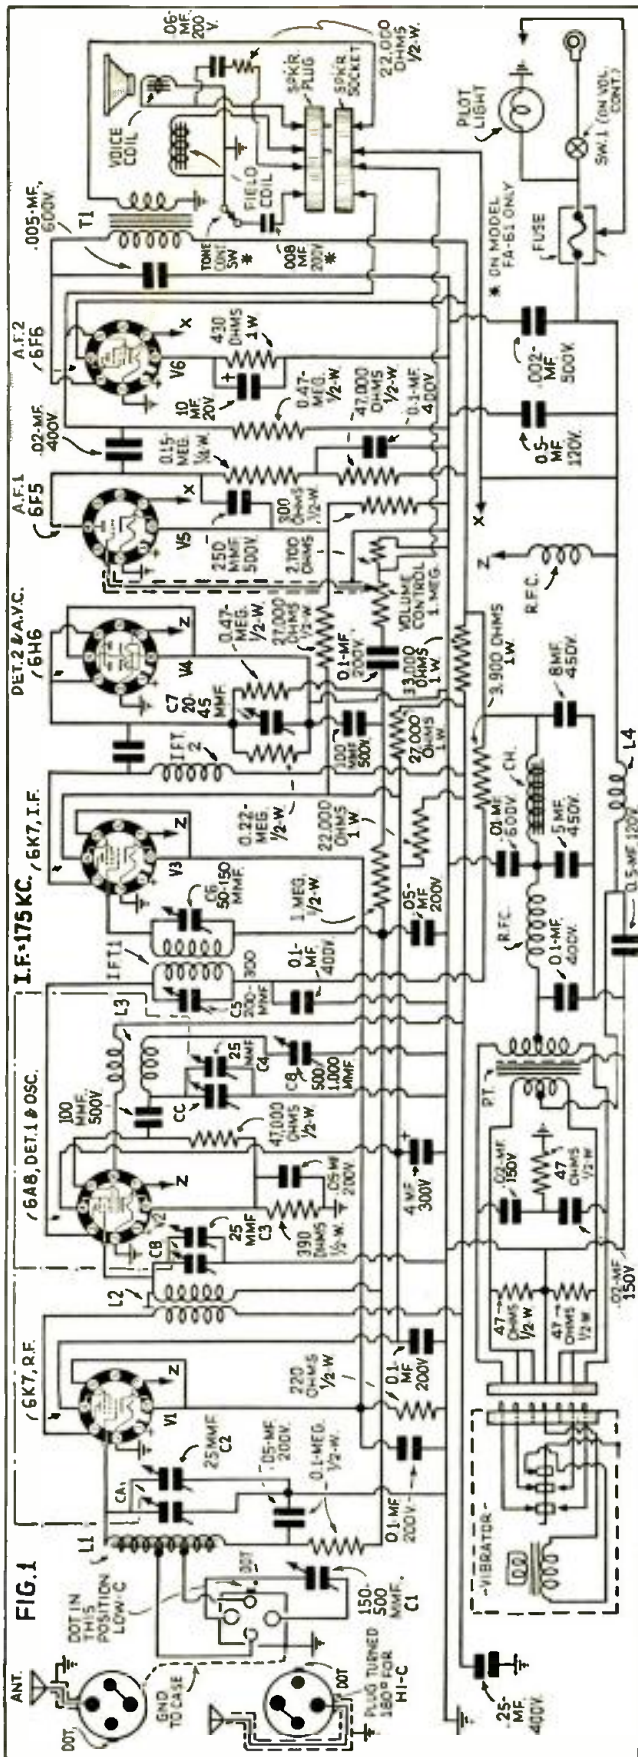 FIG.1
ANT.
DOT
DOT IN
THIS
POSITION
LOW-C
GND
TO CASE
DOT
PLUG TURNED
180° FOR
HI-C
DOT
150-
500
MMF.
C1
L1
CA
6K7, R.F.
V1
Z
25 MMF.
C2
.05-MF.
200V.
0.1-MEG.
1/2-W.
0.1-MF
200V.
220
OHMS
1/2-W.
0.1-
MF
200V
L2
6A8, DET.1 & OSC.
V2
Z
CB
25
MMF
C3
390
OHMS
1/2-W.
.05 MF
200V.
100
MMF.
500V
47,000
OHMS
1/2-W.
CC
25
MMF
C4
C8
500
1,000
MMF
L3
4 MF
300V
I.F.=175 KC.
IFT1
C5
200-
300
MMF
0.1-
MF.
400V.
6K7, I.F.
V3
Z
C6
50-150
MMF.
1 MEG.
1/2-W.
.05-
MF
200V
I.F.T.
2
0.22-
MEG.
1/2-W.
22,000
OHMS
1 W
DET.2 & A.V.C.
6H6
V4
Z
C7
20-
45
MMF.
0.47-
MEG.
1/2-W.
27,000
OHMS
1/2-W
100
MMF
500V.
0.1-MF
200V
27,000
OHMS
1 W.
33,000
OHMS
1 W.
VOLUME
CONTROL
1. MEG.
3,900 OHMS
1 W
A.F.1
6F5
V5
X
250
MMF.
500V.
2,700
OHMS
1/2-W.
0.15-
MEG.
1/2-W.
.02-MF.
400V.
0.47-
MEG.
1/2-W.
47,000
OHMS
1/2-W.
0.1-MF.
400V.
A.F.2
6F6
V6
X
10
MF.
20V
430
OHMS
1 W.
.005-MF.
600V.
T1
TONE
CONT
SW
*
.008
MF
200V
*
FIELD
COIL
VOICE
COIL
.06-
MF.
200
V.
22,000
OHMS
1/2-W.
SPKR
PLUG
SPKR.
SOCKET
* ON MODEL
FA-61 ONLY
PILOT
LIGHT
SW.1 (ON VOL.
CONT.)
FUSE
.002-MF
500V.
0.5-
MF
120V.
X
Z
R.F.C.
8 MF.
450V.
CH.
.01-MF
600V.
5 MF.
450V.
R.F.C.
0.1-MF.
400V.
L4
0.5-MF 120V.
P.T.
.02-MF
150V
47
OHMS
1/2-W
47
OHMS
1/2-W
47
OHMS
1/2-W.
.02-MF
150V
VIBRATOR
.25-
MF.
400V.